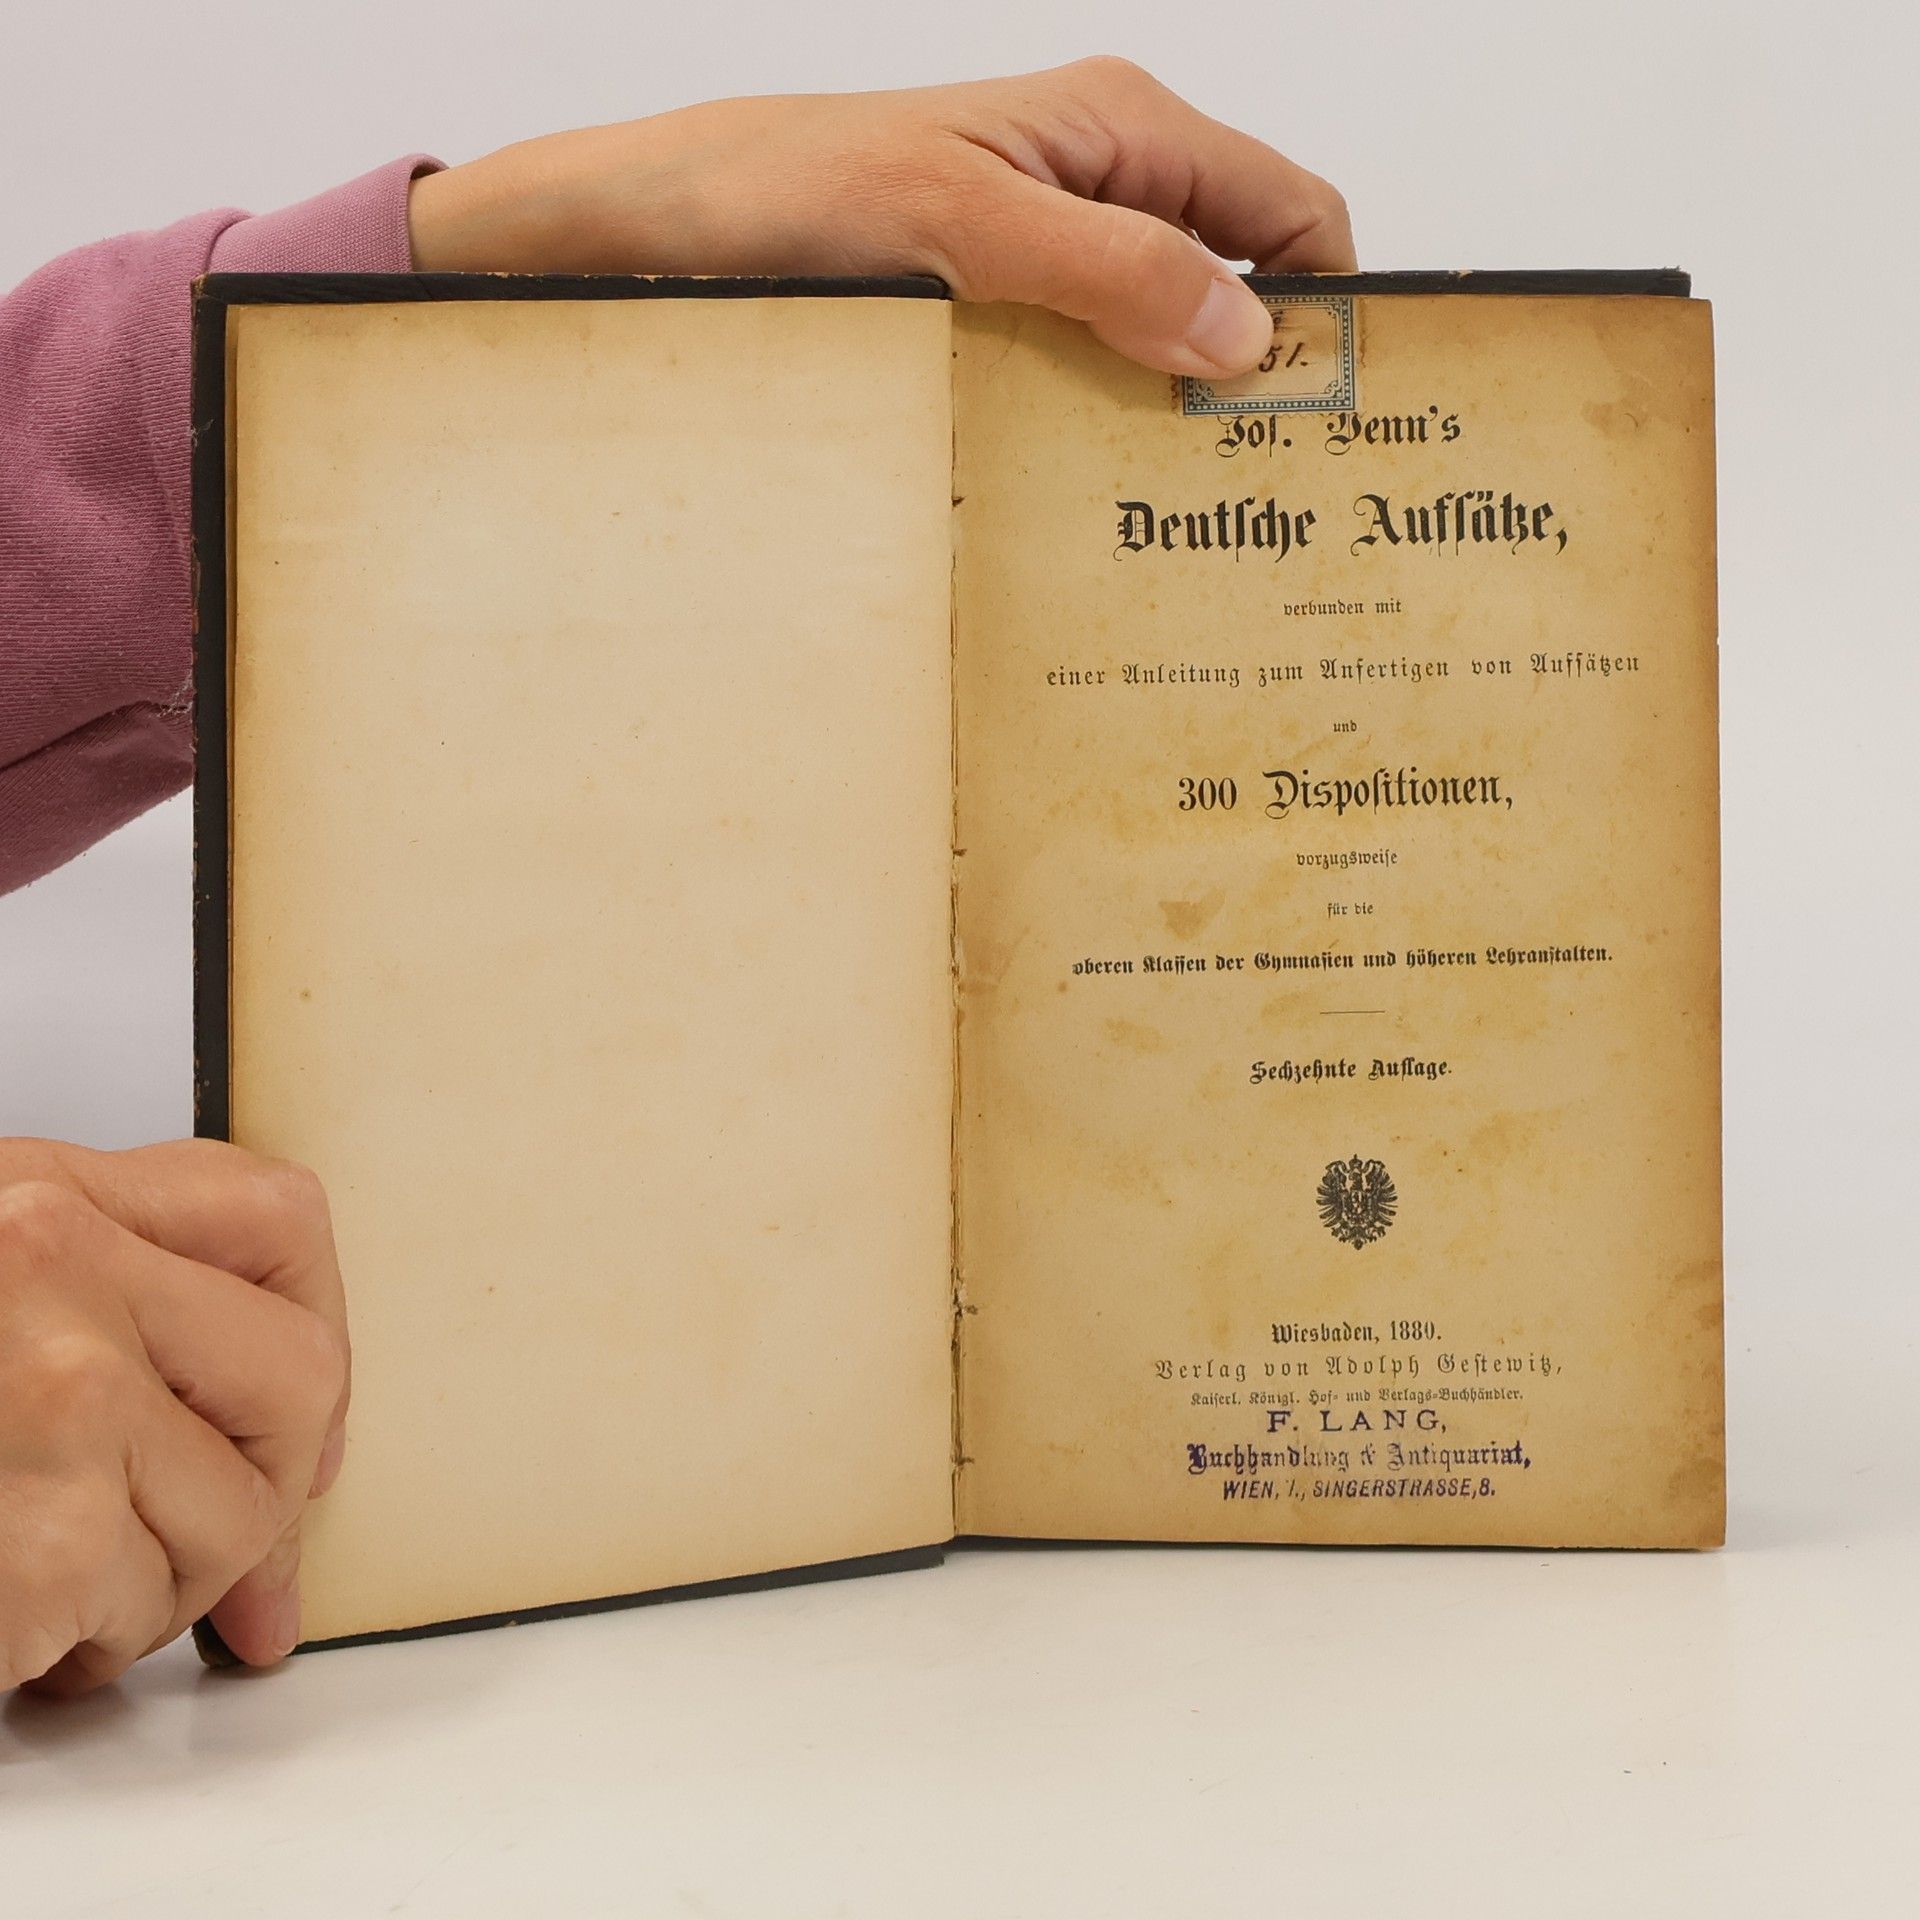 51.
Jos. Venn's
Deutsche Aufsätze,
verbunden mit
einer Anleitung zum Anfertigen von Aufsätzen
und
300 Dispositionen,
vorzugsweise
für die
oberen Klassen der Gymnasien und höheren Lehranstalten.
Sechzehnte Auflage.
Wiesbaden, 1880.
Verlag von Adolph Gestewitz,
Kaiserl. Königl. Hof- und Verlags-Buchhändler.
F. LANG,
Buchhandlung & Antiquariat,
WIEN, I., SINGERSTRASSE, 8.